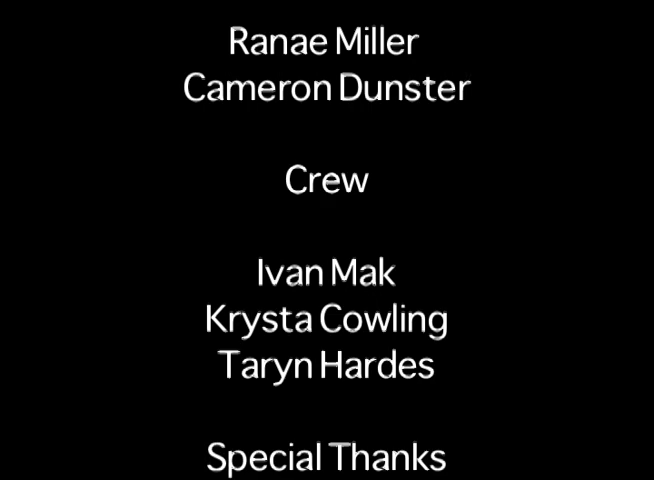 Ranae Miller
Cameron Dunster
Crew
Ivan Mak
Krysta Cowling
Taryn Hardes
Special Thanks